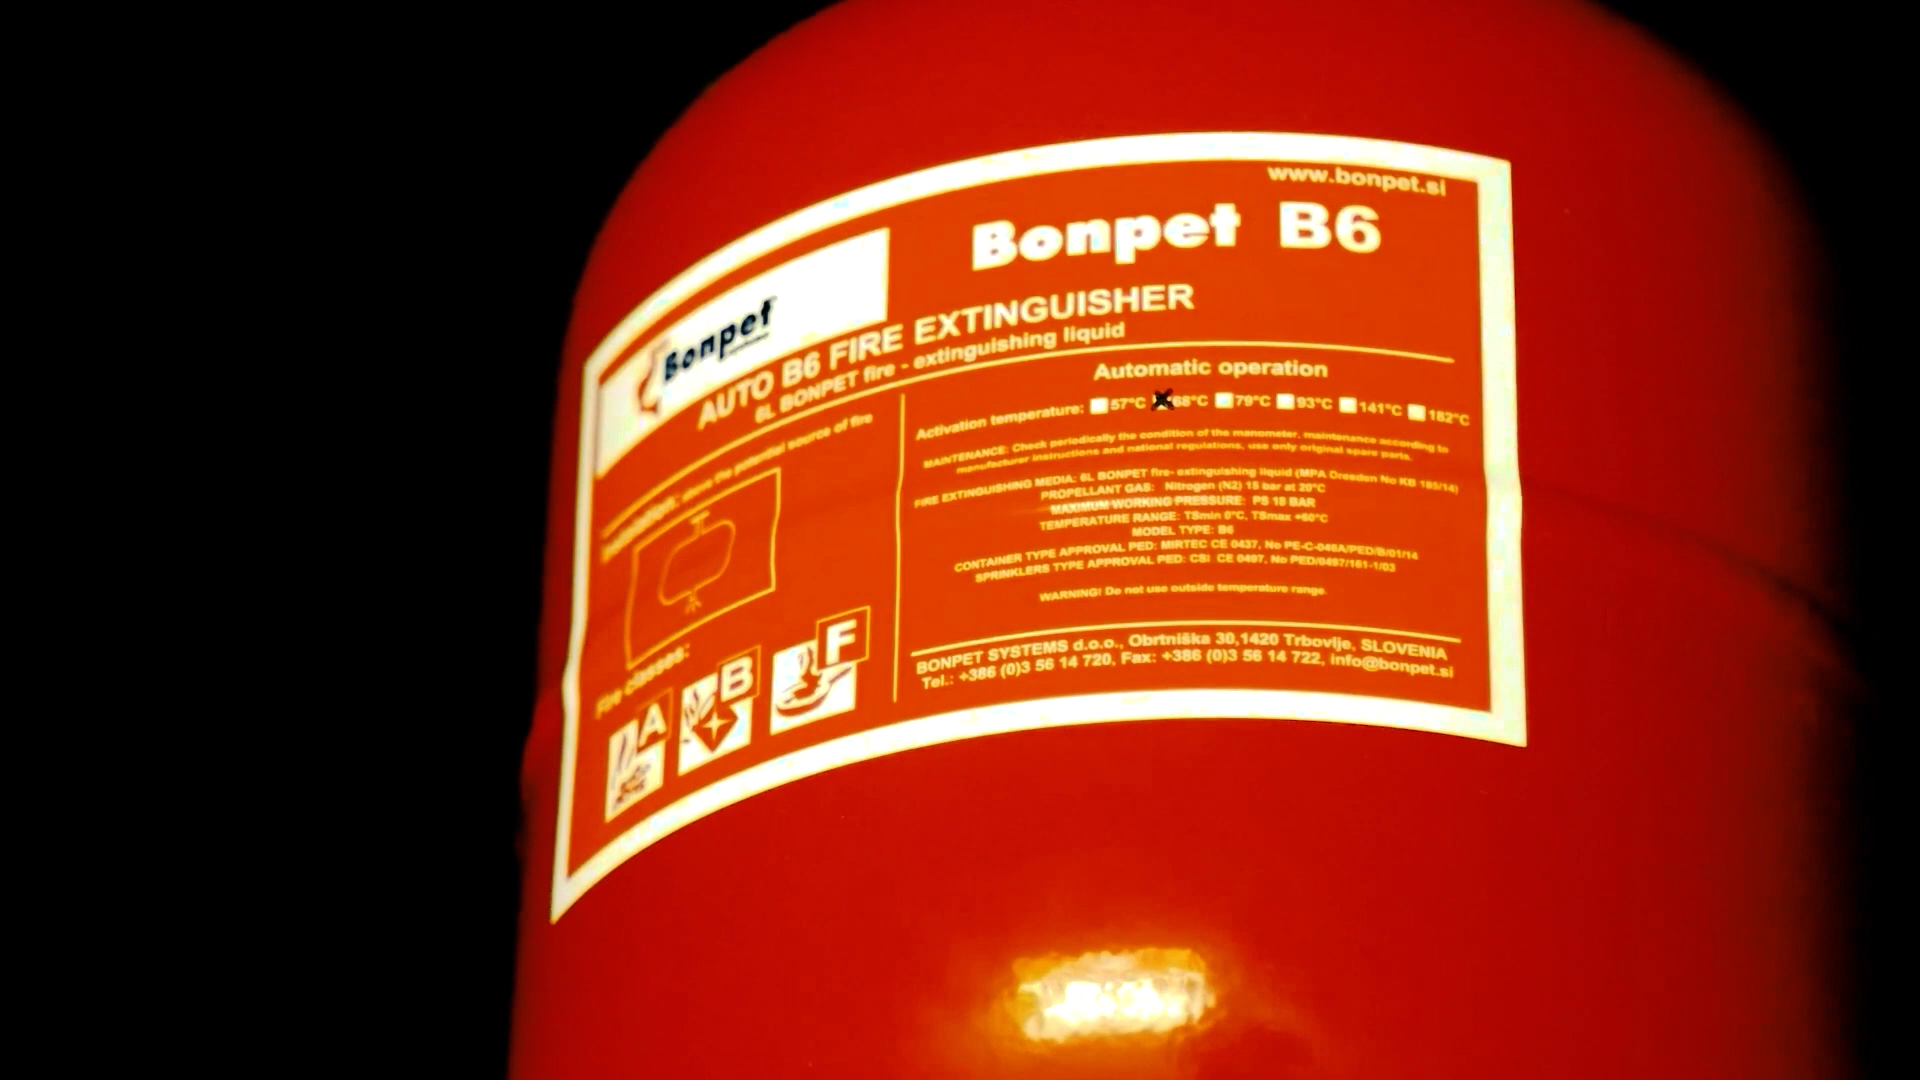 www.bonpet.si
Bonpet B6
Bonpet
AUTO B6 FIRE EXTINGUISHER
6L BONPET fire - extinguishing liquid
Installation: above the potential source of fire
Fire classes:
A
B
F
Automatic operation
Activation temperature: 57°C 68°C 79°C 93°C 141°C 182°C
MAINTENANCE: Check periodically the condition of the manometer, maintenance according to
manufacturer instructions and national regulations, use only original spare parts.
FIRE EXTINGUISHING MEDIA: 6L BONPET fire- extinguishing liquid (MPA Dresden No KB 185/14)
PROPELLANT GAS: Nitrogen (N2) 15 bar at 20°C
MAXIMUM WORKING PRESSURE: PS 18 BAR
TEMPERATURE RANGE: TSmin 0°C, TSmax +60°C
MODEL TYPE: B6
CONTAINER TYPE APPROVAL PED: MIRTEC CE 0437, No PE-C-046A/PED/B/01/14
SPRINKLERS TYPE APPROVAL PED: CSI CE 0497, No PED/0497/161-1/03
WARNING! Do not use outside temperature range.
BONPET SYSTEMS d.o.o., Obrtniška 30,1420 Trbovlje, SLOVENIA
Tel.: +386 (0)3 56 14 720, Fax: +386 (0)3 56 14 722, info@bonpet.si